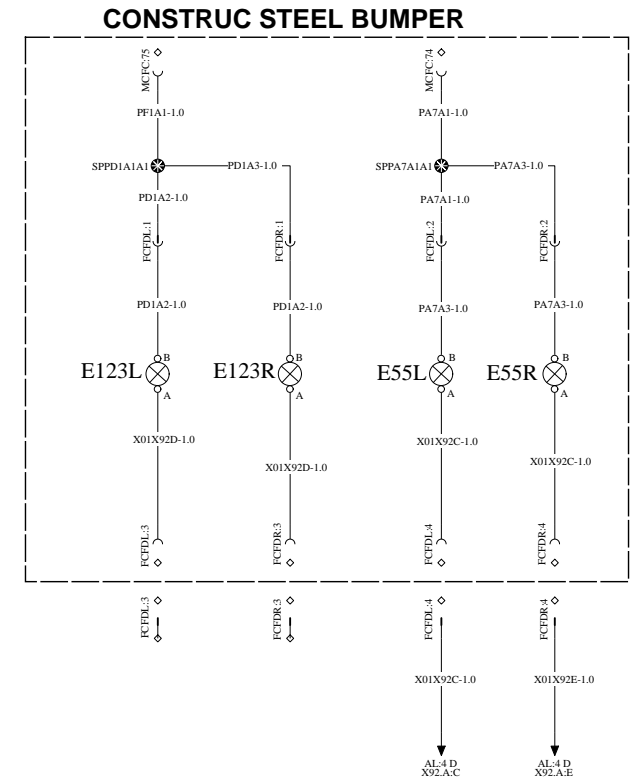 CONSTRUC STEEL BUMPER
MCFC:75
MCFC:74
PF1A1-1.0
PA7A1-1.0
SPPD1A1A1
PD1A3-1.0
SPPA7A1A1
PA7A3-1.0
PD1A2-1.0
PA7A1-1.0
FCFDL:1
FCFDR:1
FCFDL:2
FCFDR:2
PD1A2-1.0
PD1A2-1.0
PA7A3-1.0
PA7A3-1.0
B
B
B
B
E123L
E123R
E55L
E55R
A
A
A
A
X01X92D-1.0
X01X92D-1.0
X01X92C-1.0
X01X92C-1.0
FCFDL:3
FCFDR:3
FCFDL:4
FCFDR:4
FCFDL:3
FCFDR:3
FCFDL:4
FCFDR:4
X01X92C-1.0
X01X92E-1.0
AL:4 D
X92.A:C
AL:4 D
X92.A:E